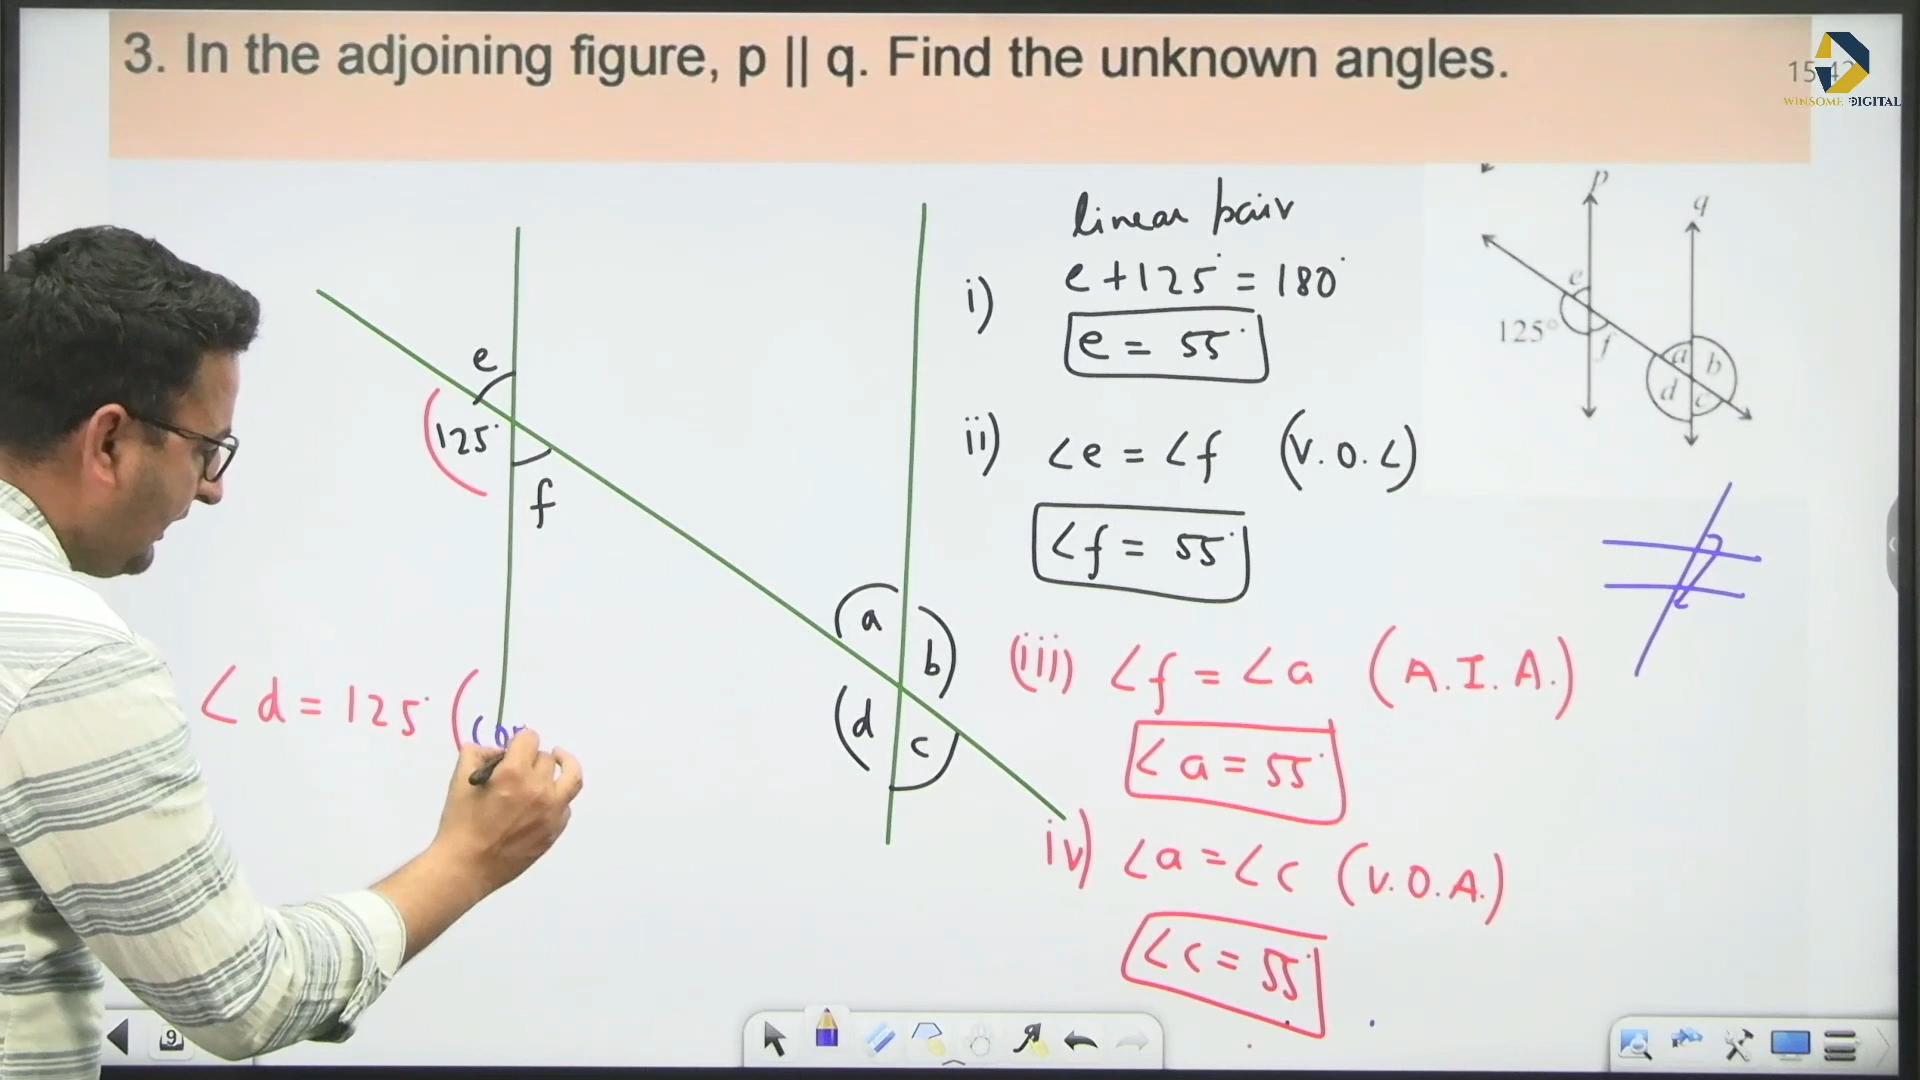 3. In the adjoining figure, p || q. Find the unknown angles.
WINSOME DIGITAL
p
q
e
125°
f
a
b
d
c
linear pair
i) e + 125° = 180°
e = 55°
ii) ∠e = ∠f (V.O.∠)
∠f = 55°
(iii) ∠f = ∠a (A.I.A.)
∠a = 55°
iv) ∠a = ∠c (V.O.A.)
∠c = 55°
e
125°
f
a
b
d
c
∠d = 125° (
9